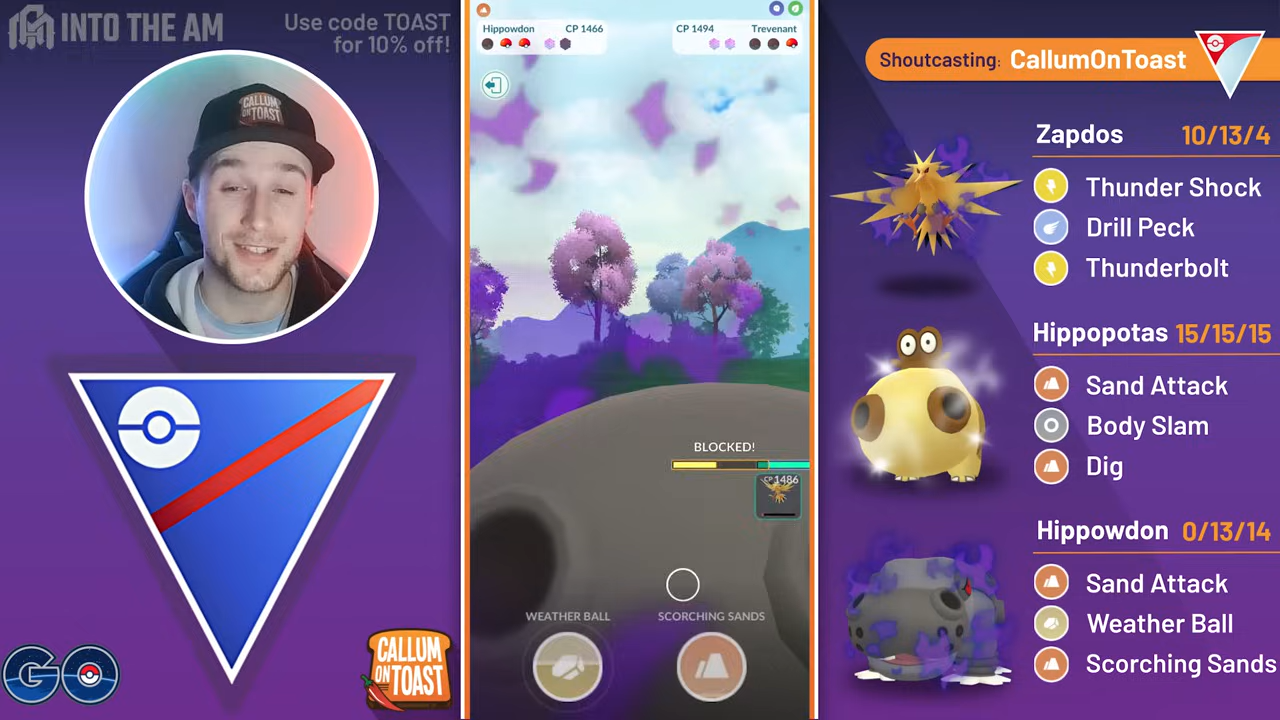 INTO THE AM
Use code TOAST
for 10% off!
CALLUM
ON TOAST
GO
CALLUM
ON
TOAST
Hippowdon CP 1466
CP 1494 Trevenant
BLOCKED!
CP 1486
WEATHER BALL SCORCHING SANDS
Shoutcasting: CallumOnToast
Zapdos 10/13/4
Thunder Shock
Drill Peck
Thunderbolt
Hippopotas 15/15/15
Sand Attack
Body Slam
Dig
Hippowdon 0/13/14
Sand Attack
Weather Ball
Scorching Sands